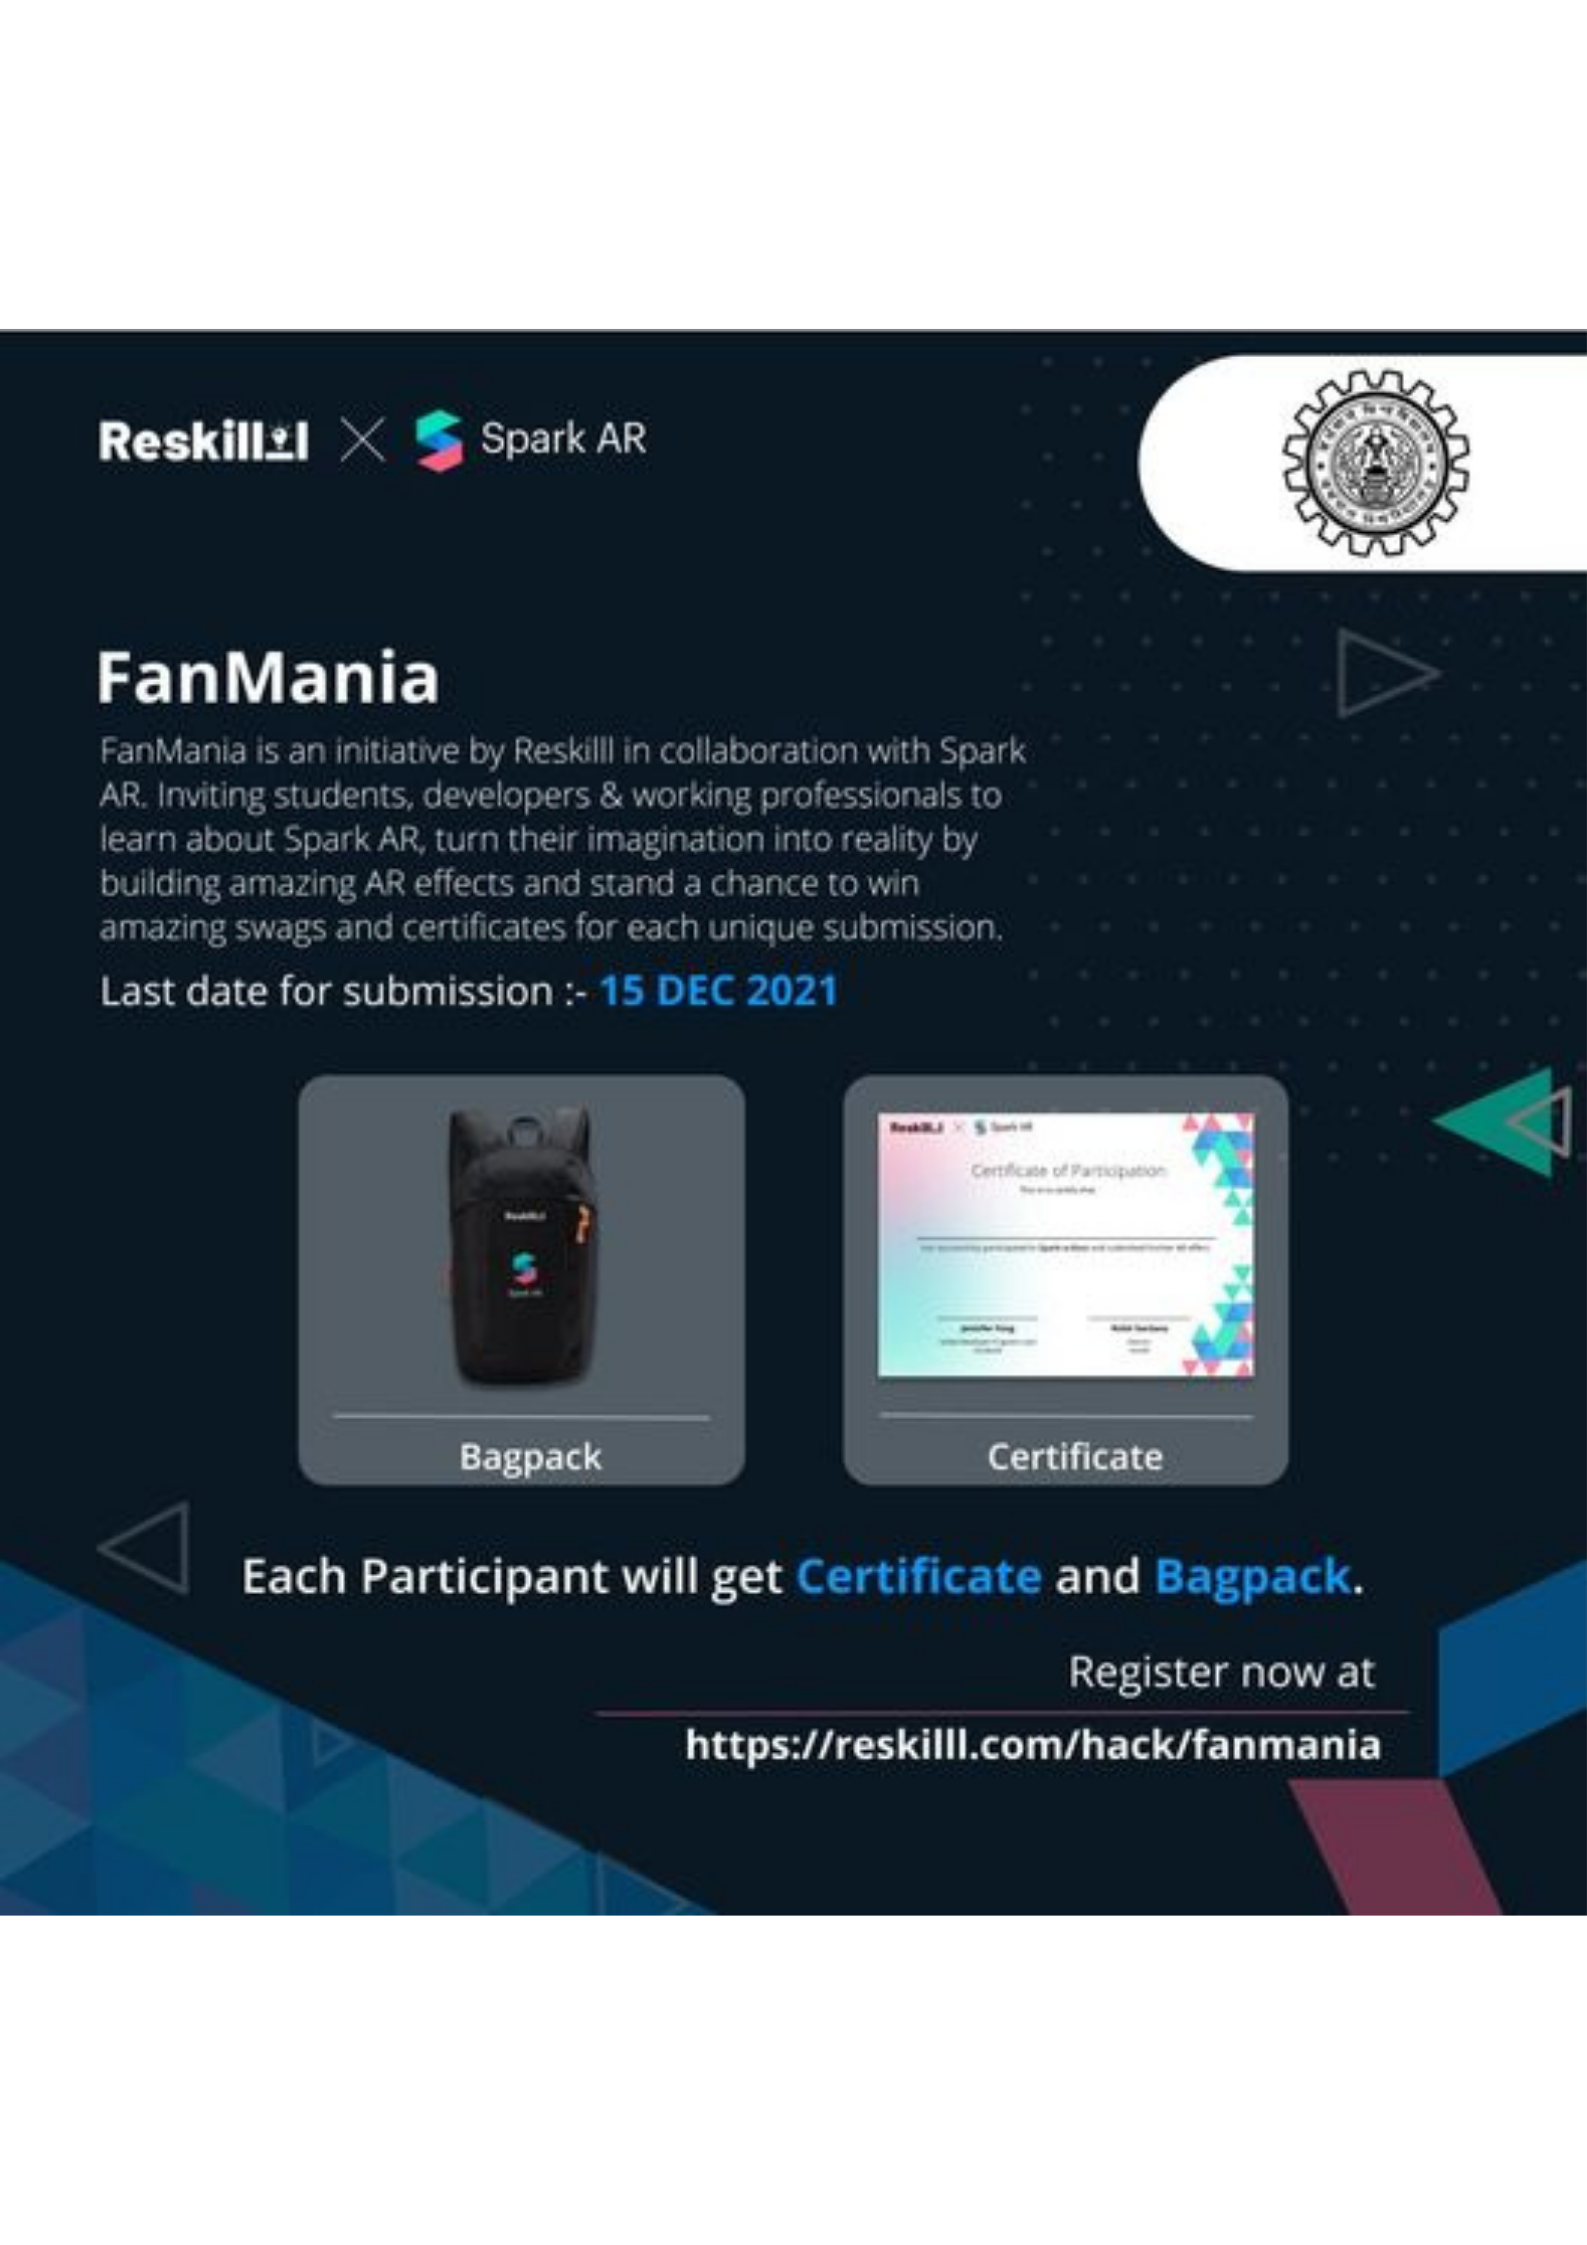 Reskilll
Spark AR
FanMania
FanMania is an initiative by Reskilll in collaboration with Spark
AR. Inviting students, developers & working professionals to
learn about Spark AR, turn their imagination into reality by
building amazing AR effects and stand a chance to win
amazing swags and certificates for each unique submission.
Last date for submission :- 15 DEC 2021
Reskilll
Spark AR
Bagpack
Reskilll Spark AR
Certificate of Participation
Certificate
Each Participant will get Certificate and Bagpack.
Register now at
https://reskilll.com/hack/fanmania